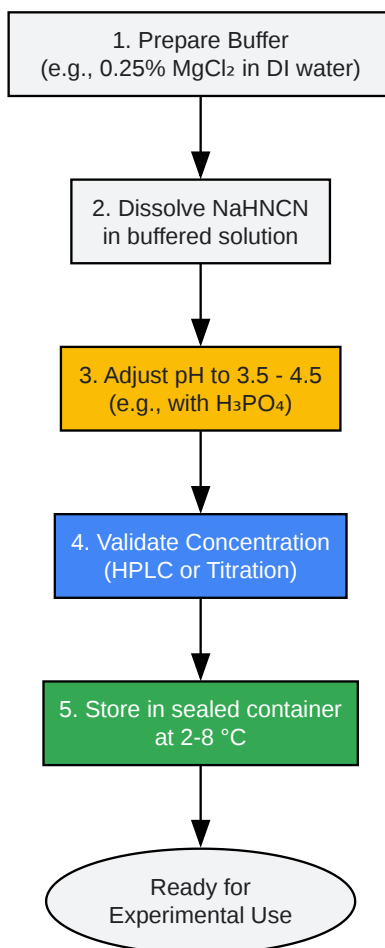 1. Prepare Buffer
(e.g., 0.25% MgCl₂ in DI water)
2. Dissolve NaHNCN
in buffered solution
3. Adjust pH to 3.5 - 4.5
(e.g., with H₃PO₄)
4. Validate Concentration
(HPLC or Titration)
5. Store in sealed container
at 2-8 °C
Ready for
Experimental Use